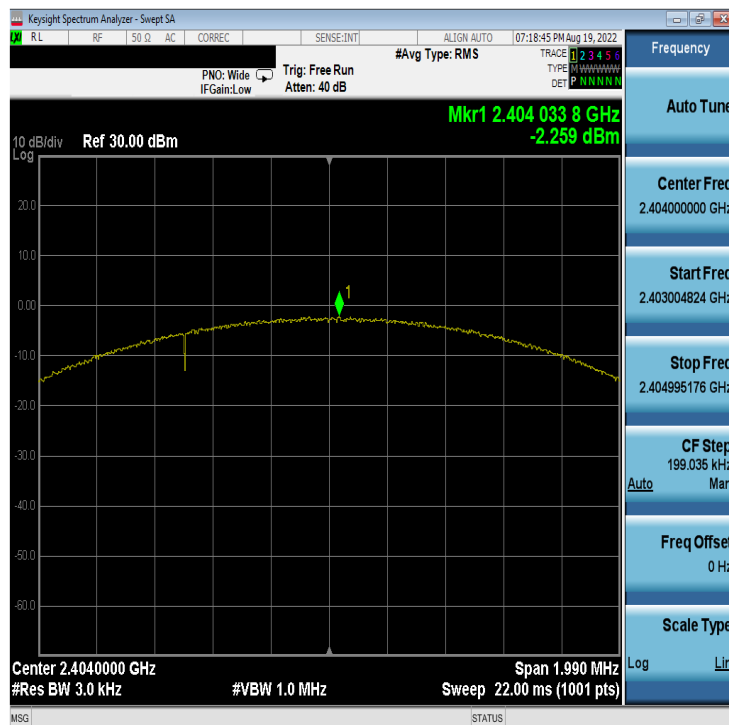 Keysight Spectrum Analyzer - Swept SA
LXI RL RF 50 Ω AC CORREC SENSE:INT ALIGN AUTO 07:18:45 PM Aug 19, 2022
#Avg Type: RMS TRACE 1 2 3 4 5 6
PNO: Wide Trig: Free Run TYPE M WWWWW
IFGain:Low Atten: 40 dB DET P N N N N N
Mkr1 2.404 033 8 GHz
-2.259 dBm
10 dB/div Ref 30.00 dBm
Log
20.0
10.0
0.00
-10.0
-20.0
-30.0
-40.0
-50.0
-60.0
1
Center 2.4040000 GHz Span 1.990 MHz
#Res BW 3.0 kHz #VBW 1.0 MHz Sweep 22.00 ms (1001 pts)
MSG STATUS
Frequency
Auto Tune
Center Freq
2.404000000 GHz
Start Freq
2.403004824 GHz
Stop Freq
2.404995176 GHz
CF Step
199.035 kHz
Auto Man
Freq Offset
0 Hz
Scale Type
Log Lin